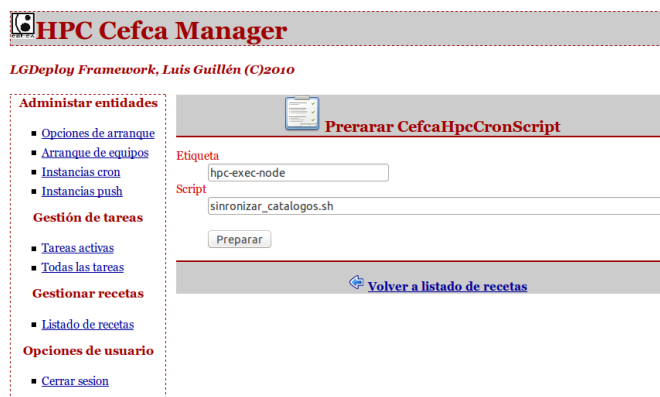 HPC Cefca Manager
LGDeploy Framework, Luis Guillén (C)2010
Administar entidades
Opciones de arranque
Arranque de equipos
Instancias cron
Instancias push
Gestión de tareas
Tareas activas
Todas las tareas
Gestionar recetas
Listado de recetas
Opciones de usuario
Cerrar sesion
Prerarar CefcaHpcCronScript
Etiqueta
hpc-exec-node
Script
sinronizar_catalogos.sh
Preparar
Volver a listado de recetas